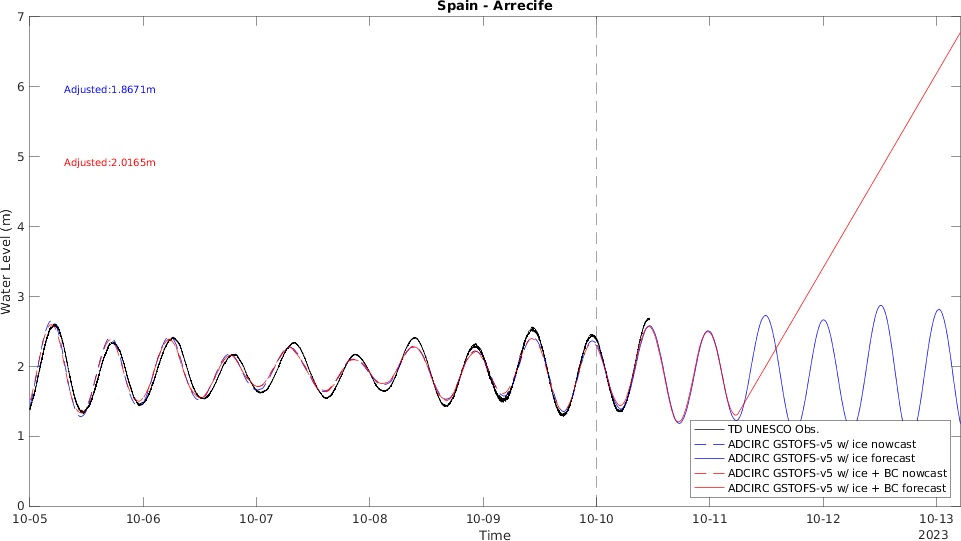 Spain - Arrecife
7
6
5
4
3
2
1
0
Water Level (m)
Adjusted:1.8671m
Adjusted:2.0165m
TD UNESCO Obs.
ADCIRC GSTOFS-v5 w/ ice nowcast
ADCIRC GSTOFS-v5 w/ ice forecast
ADCIRC GSTOFS-v5 w/ ice + BC nowcast
ADCIRC GSTOFS-v5 w/ ice + BC forecast
10-05 10-06 10-07 10-08 10-09 10-10 10-11 10-12 10-13
2023
Time